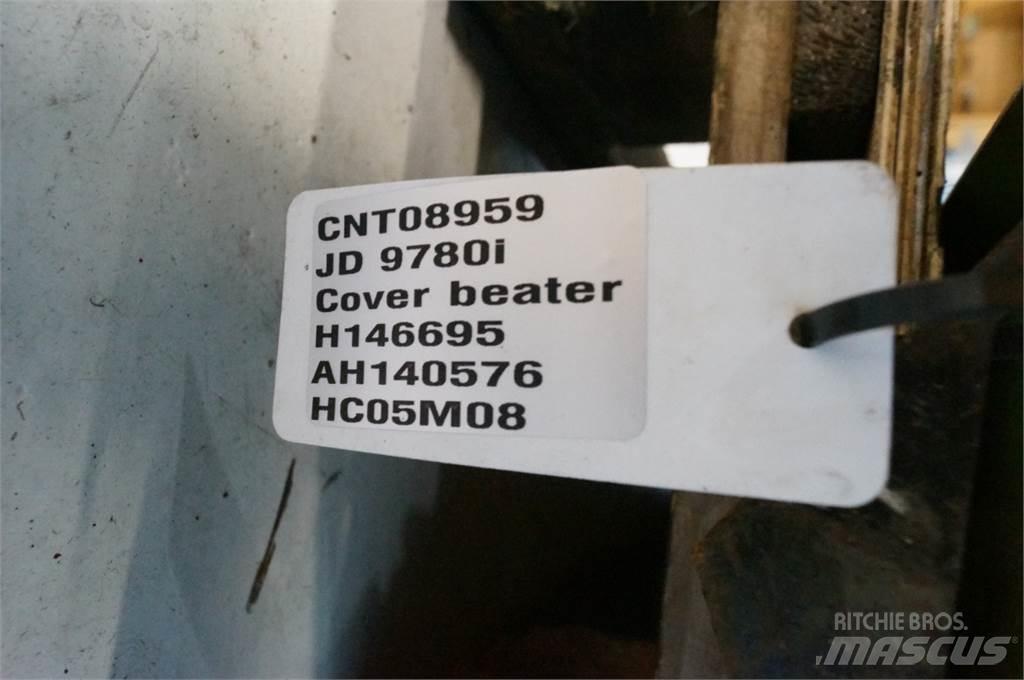 CNT08959
JD 9780i
Cover beater
H146695
AH140576
HC05M08
RITCHIE BROS.
MASCUS